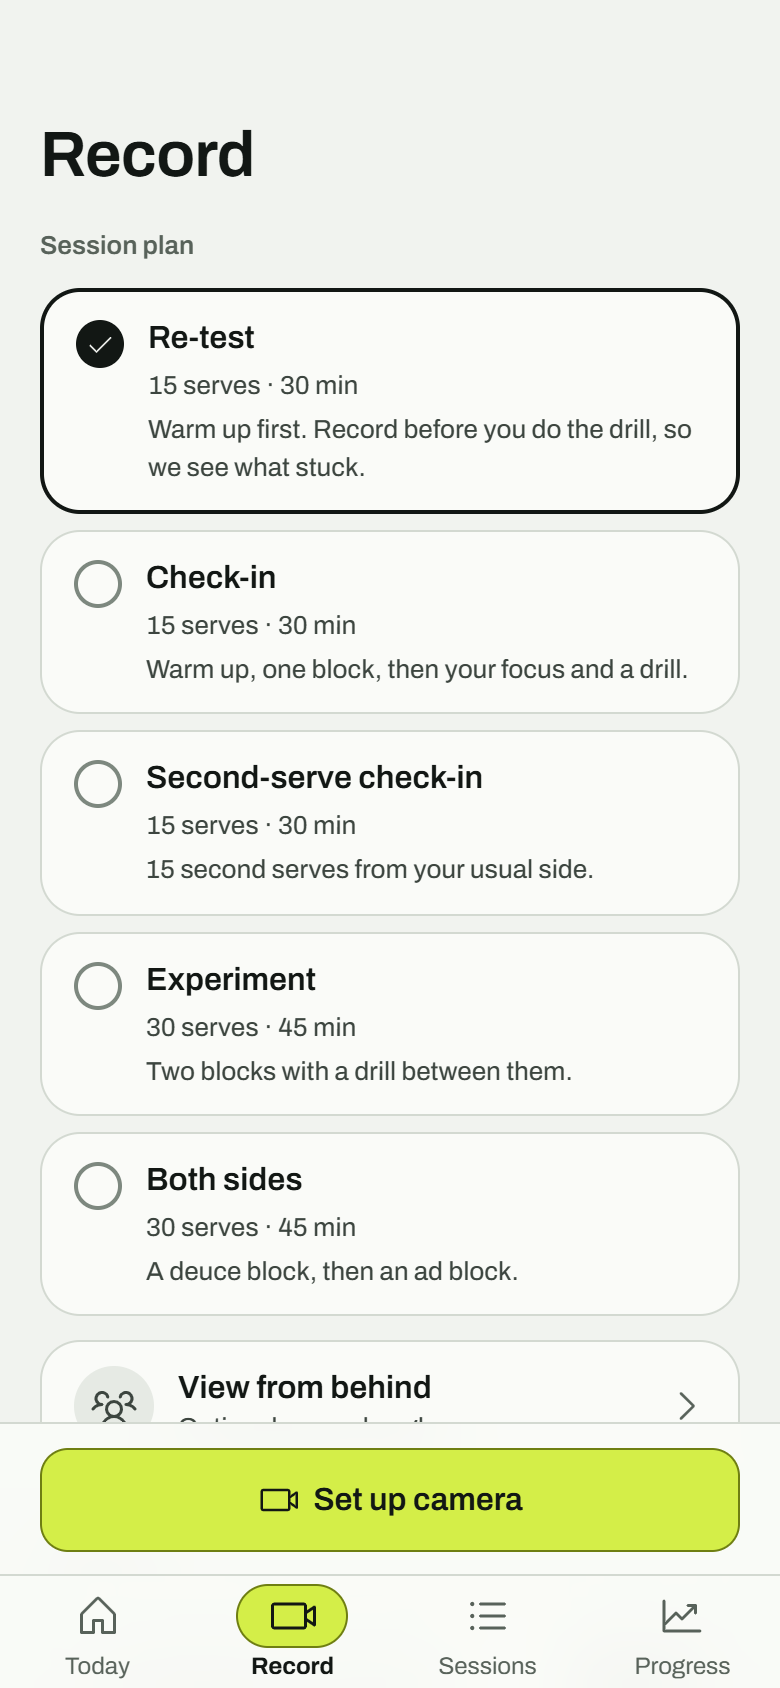 Record
Session plan
Re-test
15 serves · 30 min
Warm up first. Record before you do the drill, so
we see what stuck.
Check-in
15 serves · 30 min
Warm up, one block, then your focus and a drill.
Second-serve check-in
15 serves · 30 min
15 second serves from your usual side.
Experiment
30 serves · 45 min
Two blocks with a drill between them.
Both sides
30 serves · 45 min
A deuce block, then an ad block.
View from behind
Set up camera
Today
Record
Sessions
Progress